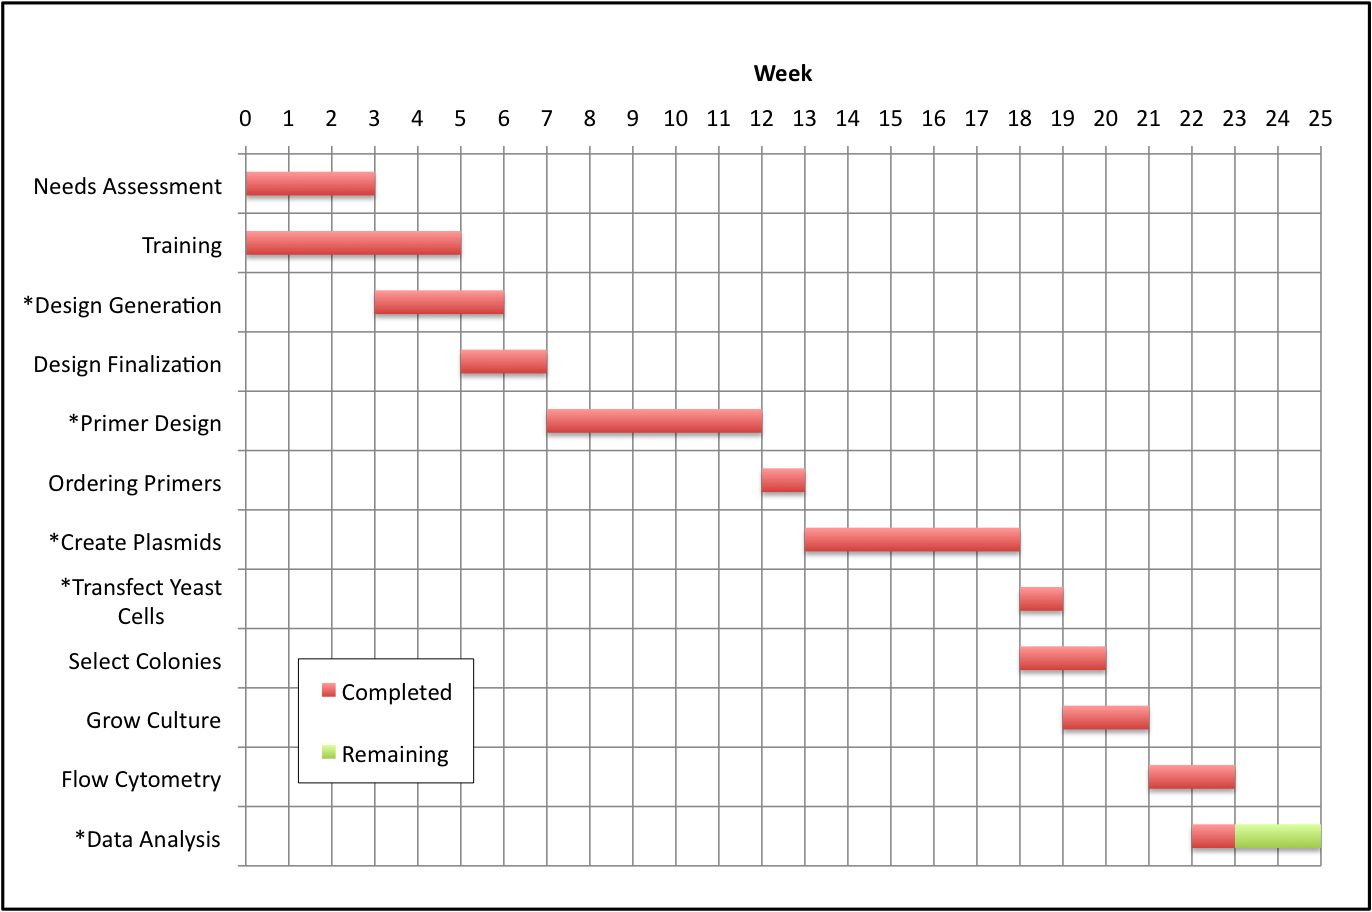 Week
0 1 2 3 4 5 6 7 8 9 10 11 12 13 14 15 16 17 18 19 20 21 22 23 24 25
Needs Assessment
Training
*Design Generation
Design Finalization
*Primer Design
Ordering Primers
*Create Plasmids
*Transfect Yeast
Cells
Select Colonies
Grow Culture
Flow Cytometry
*Data Analysis
Completed
Remaining